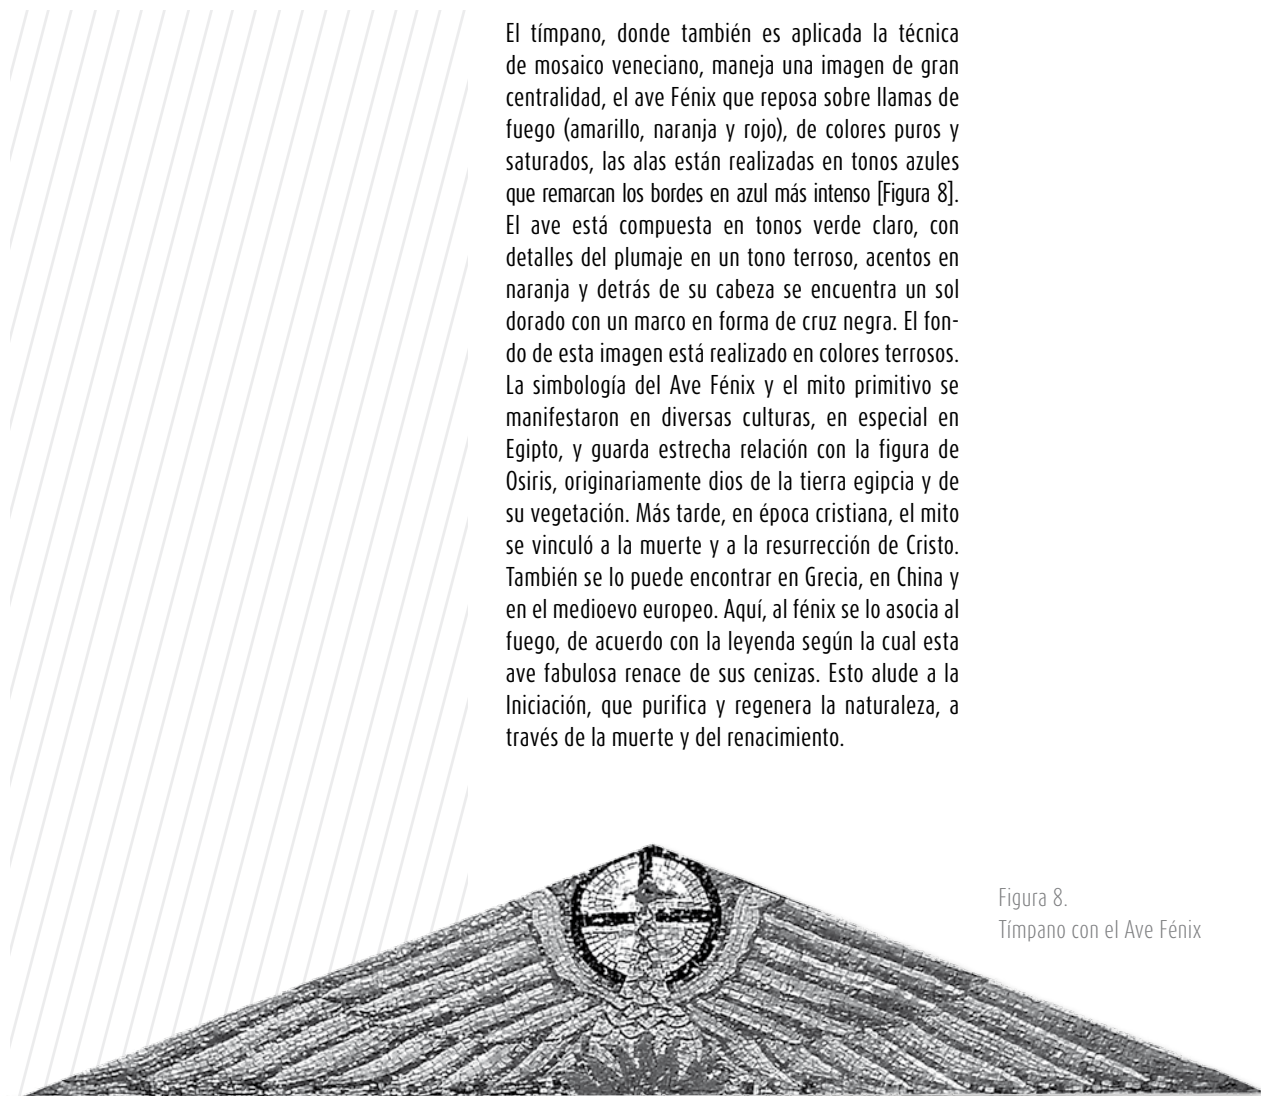 El tímpano, donde también es aplicada la técnica
de mosaico veneciano, maneja una imagen de gran
centralidad, el ave Fénix que reposa sobre llamas de
fuego (amarillo, naranja y rojo), de colores puros y
saturados, las alas están realizadas en tonos azules
que remarcan los bordes en azul más intenso [Figura 8].
El ave está compuesta en tonos verde claro, con
detalles del plumaje en un tono terroso, acentos en
naranja y detrás de su cabeza se encuentra un sol
dorado con un marco en forma de cruz negra. El fon-
do de esta imagen está realizado en colores terrosos.
La simbología del Ave Fénix y el mito primitivo se
manifestaron en diversas culturas, en especial en
Egipto, y guarda estrecha relación con la figura de
Osiris, originariamente dios de la tierra egipcia y de
su vegetación. Más tarde, en época cristiana, el mito
se vinculó a la muerte y a la resurrección de Cristo.
También se lo puede encontrar en Grecia, en China y
en el medioevo europeo. Aquí, al fénix se lo asocia al
fuego, de acuerdo con la leyenda según la cual esta
ave fabulosa renace de sus cenizas. Esto alude a la
Iniciación, que purifica y regenera la naturaleza, a
través de la muerte y del renacimiento.
Figura 8.
Tímpano con el Ave Fénix